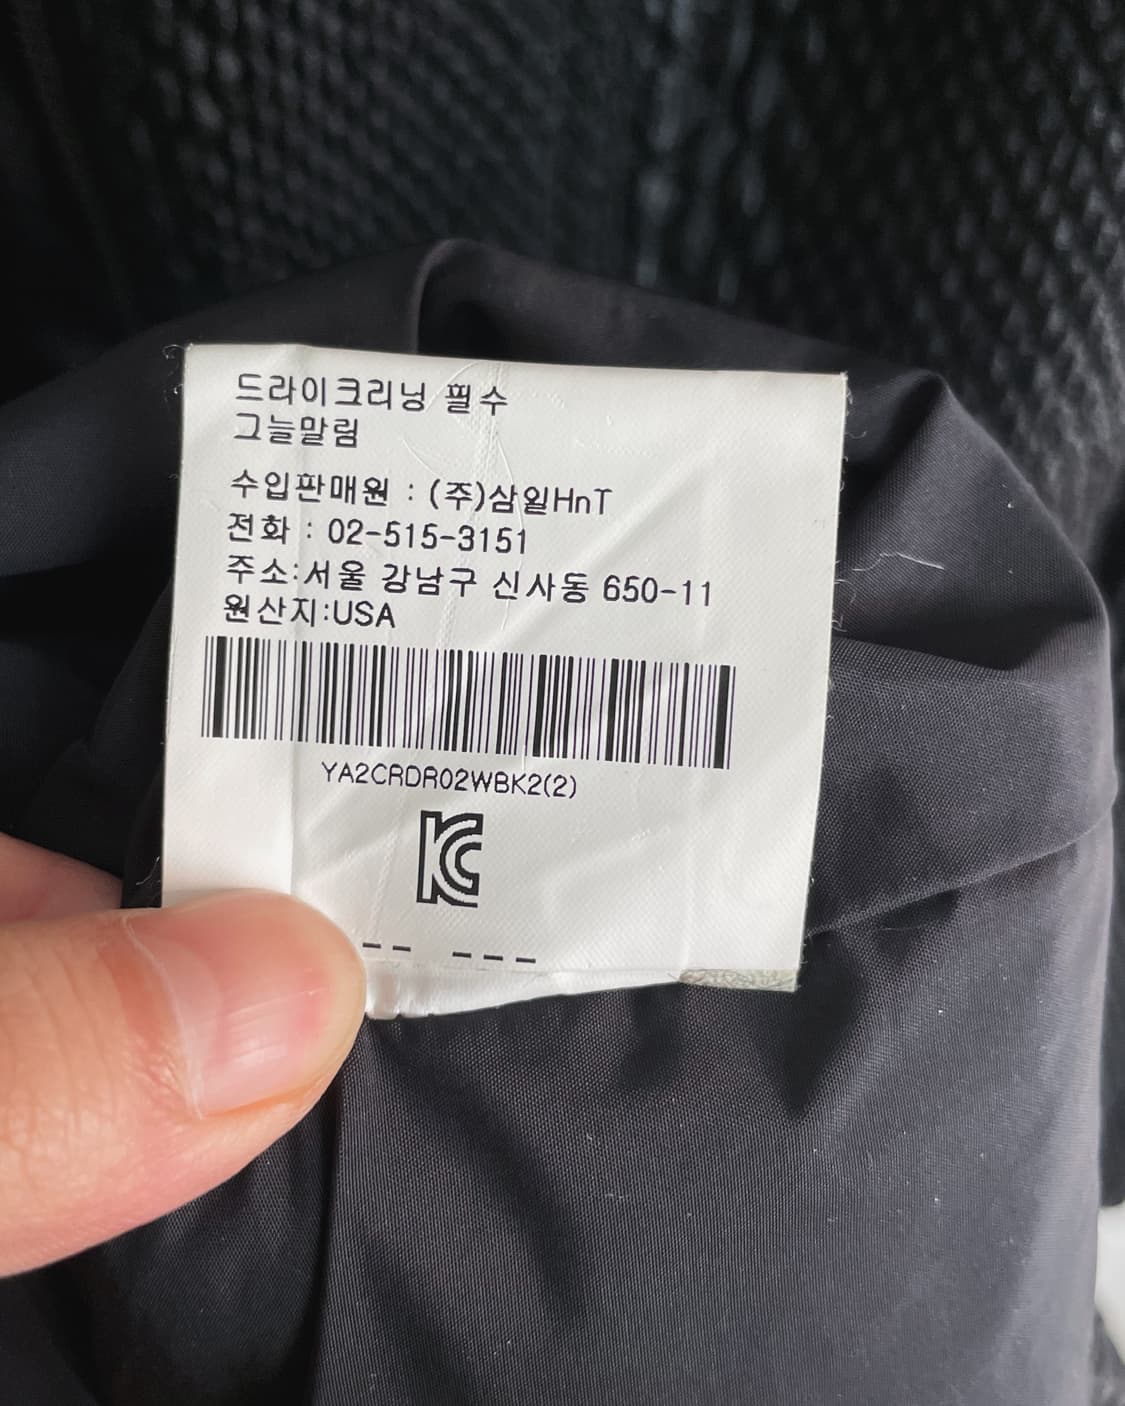 드라이크리닝 필수
그늘말림
수입판매원 : (주)삼일HnT
전화 : 02-515-3151
주소:서울 강남구 신사동 650-11
원산지:USA
YA2CRDR02WBK2(2)
KC